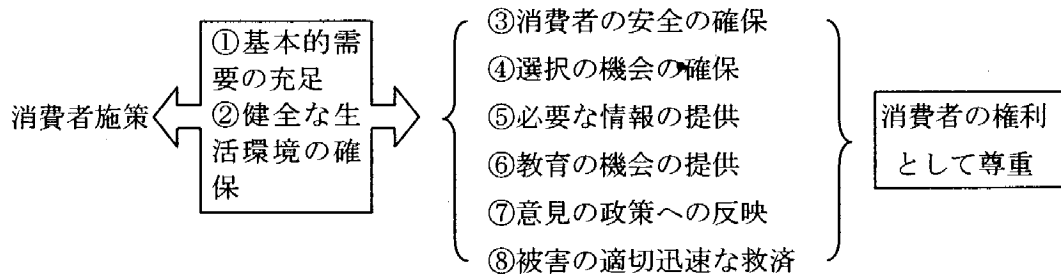 消費者施策
①基本的需
要の充足
②健全な生
活環境の確
保
③消費者の安全の確保
④選択の機会の確保
⑤必要な情報の提供
⑥教育の機会の提供
⑦意見の政策への反映
⑧被害の適切迅速な救済
消費者の権利
として尊重